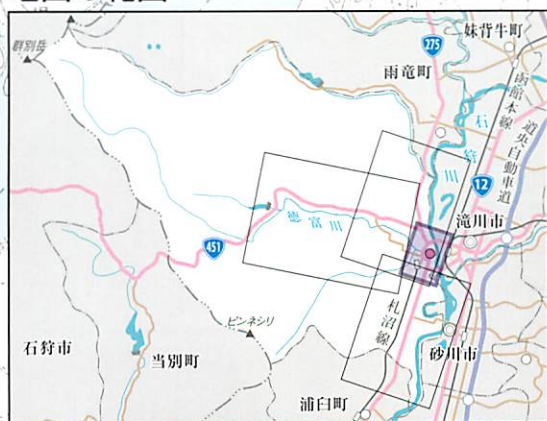 群別岳
妹背牛町
275
雨竜町
函館本線
道央自動車道
石狩川
12
滝川市
徳富川
451
札沼線
ピンネシリ
石狩市
当別町
砂川市
浦臼町